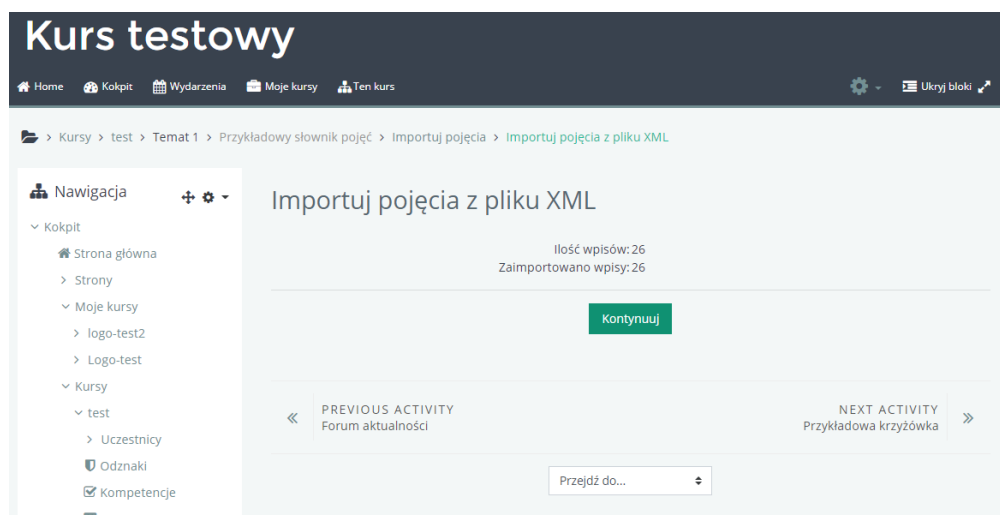 Kurs testowy
Home Kokpit Wydarzenia Moje kursy Ten kurs Ukryj bloki
> Kursy > test > Temat 1 > Przykładowy słownik pojęć > Importuj pojęcia > Importuj pojęcia z pliku XML
Nawigacja
Kokpit
Strona główna
Strony
Moje kursy
logo-test2
Logo-test
Kursy
test
Uczestnicy
Odznaki
Kompetencje
Importuj pojęcia z pliku XML
Ilość wpisów: 26
Zaimportowano wpisy: 26
Kontynuuj
PREVIOUS ACTIVITY
Forum aktualności
NEXT ACTIVITY
Przykładowa krzyżówka
Przejdź do...